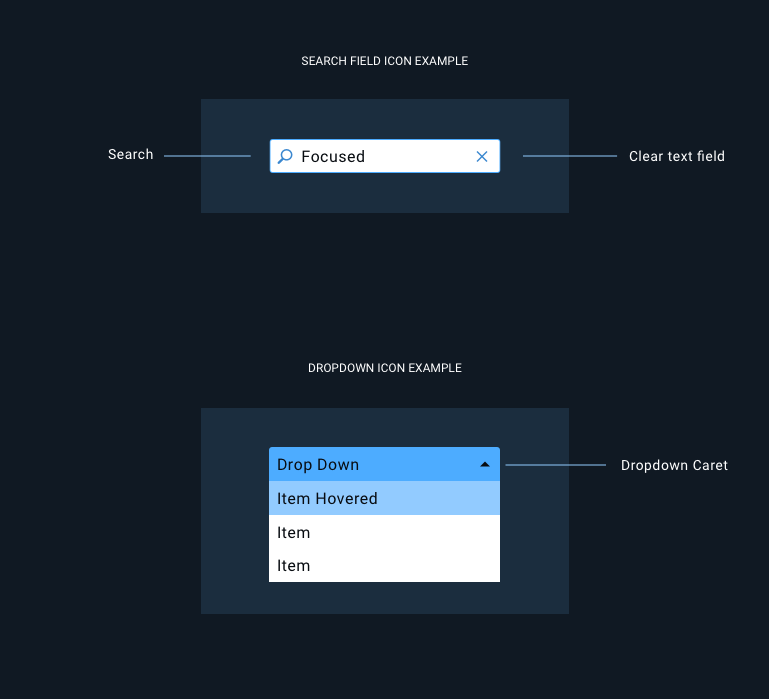 SEARCH FIELD ICON EXAMPLE
Search
Focused
Clear text field
DROPDOWN ICON EXAMPLE
Drop Down
Dropdown Caret
Item Hovered
Item
Item